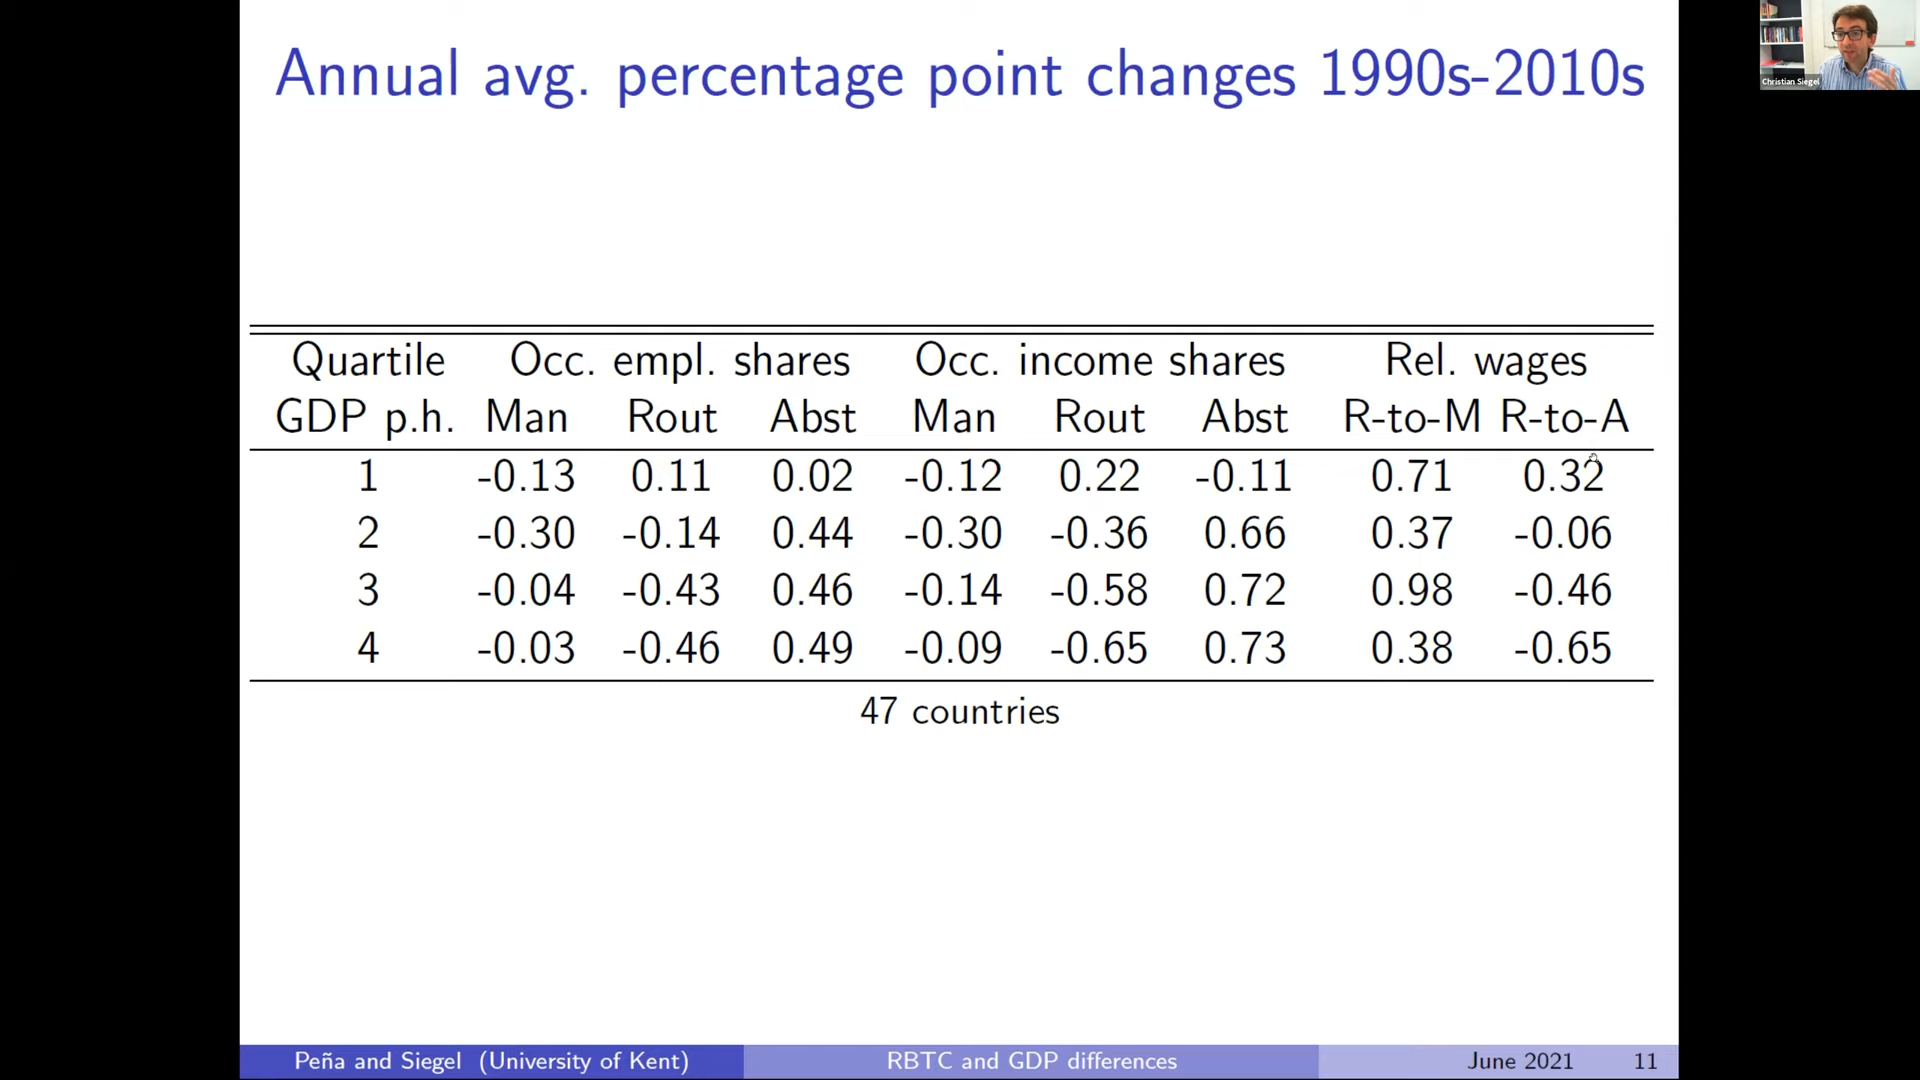 Annual avg. percentage point changes 1990s-2010s
Christian Siegel
Quartile Occ. empl. shares Occ. income shares Rel. wages
GDP p.h. Man Rout Abst Man Rout Abst R-to-M R-to-A
1 -0.13 0.11 0.02 -0.12 0.22 -0.11 0.71 0.32
2 -0.30 -0.14 0.44 -0.30 -0.36 0.66 0.37 -0.06
3 -0.04 -0.43 0.46 -0.14 -0.58 0.72 0.98 -0.46
4 -0.03 -0.46 0.49 -0.09 -0.65 0.73 0.38 -0.65
47 countries
Peña and Siegel (University of Kent) RBTC and GDP differences June 2021 11